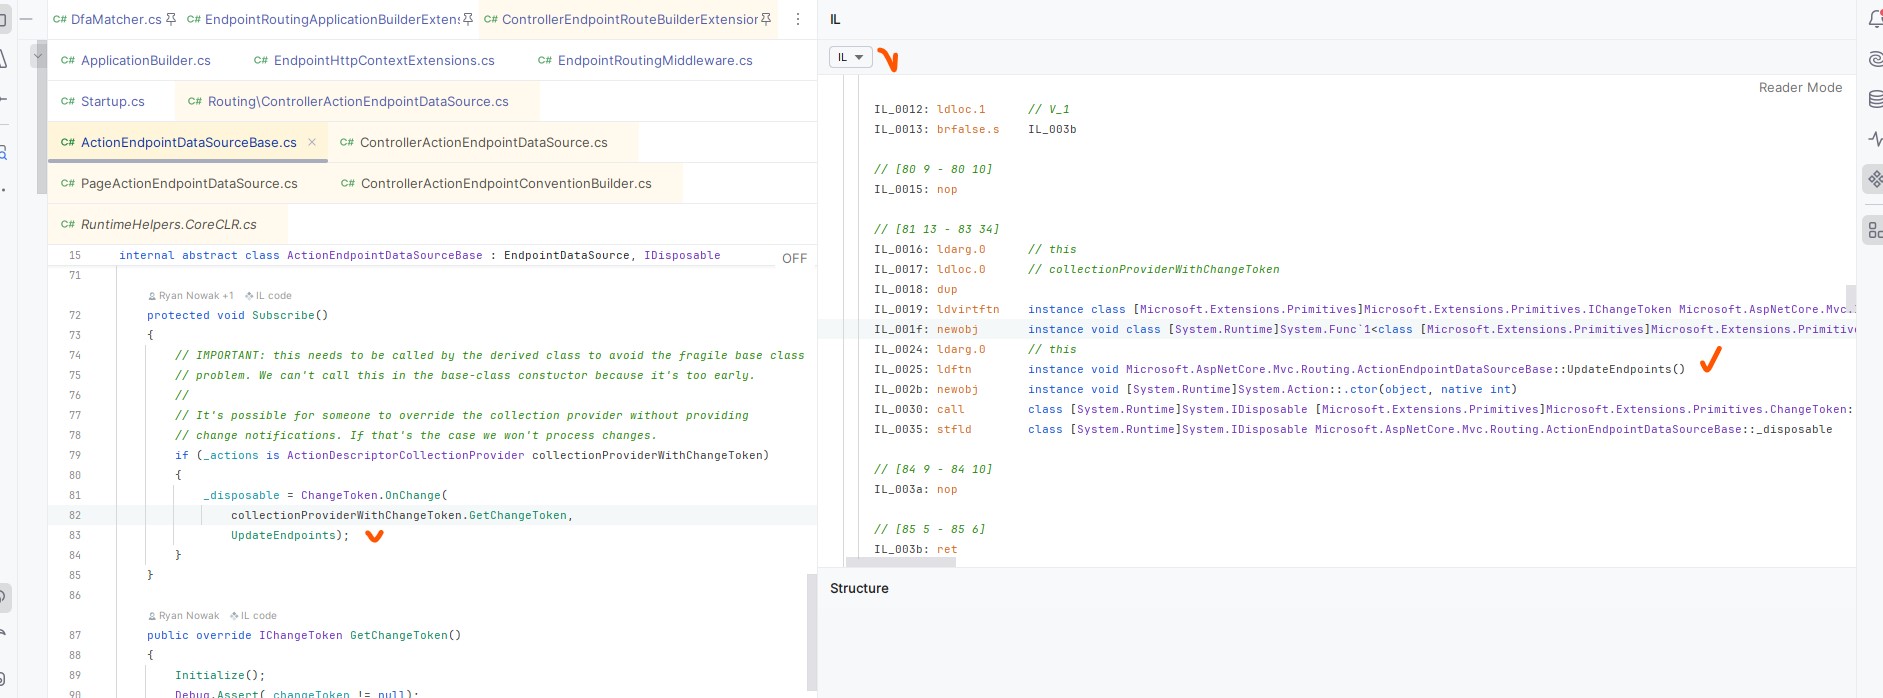 C# DfaMatcher.cs C# EndpointRoutingApplicationBuilderExtens C# ControllerEndpointRouteBuilderExtension
C# ApplicationBuilder.cs C# EndpointHttpContextExtensions.cs C# EndpointRoutingMiddleware.cs
C# Startup.cs C# Routing\ControllerActionEndpointDataSource.cs
C# ActionEndpointDataSourceBase.cs × C# ControllerActionEndpointDataSource.cs
C# PageActionEndpointDataSource.cs C# ControllerActionEndpointConventionBuilder.cs
C# RuntimeHelpers.CoreCLR.cs
15 internal abstract class ActionEndpointDataSourceBase : EndpointDataSource, IDisposable
OFF
71
Ryan Nowak +1 IL code
72 protected void Subscribe()
73 {
74 // IMPORTANT: this needs to be called by the derived class to avoid the fragile base class
75 // problem. We can't call this in the base-class constuctor because it's too early.
76 //
77 // It's possible for someone to override the collection provider without providing
78 // change notifications. If that's the case we won't process changes.
79 if (_actions is ActionDescriptorCollectionProvider collectionProviderWithChangeToken)
80 {
81 _disposable = ChangeToken.OnChange(
82 collectionProviderWithChangeToken.GetChangeToken,
83 UpdateEndpoints);
84 }
85 }
86
Ryan Nowak IL code
87 public override IChangeToken GetChangeToken()
88 {
89 Initialize();
90 Debug.Assert(_changeToken != null);
IL
IL
Reader Mode
IL_0012: ldloc.1 // V_1
IL_0013: brfalse.s IL_003b
// [80 9 - 80 10]
IL_0015: nop
// [81 13 - 83 34]
IL_0016: ldarg.0 // this
IL_0017: ldloc.0 // collectionProviderWithChangeToken
IL_0018: dup
IL_0019: ldvirtftn instance class [Microsoft.Extensions.Primitives]Microsoft.Extensions.Primitives.IChangeToken Microsoft.AspNetCore.Mvc.
IL_001f: newobj instance void class [System.Runtime]System.Func`1<class [Microsoft.Extensions.Primitives]Microsoft.Extensions.Primitive
IL_0024: ldarg.0 // this
IL_0025: ldftn instance void Microsoft.AspNetCore.Mvc.Routing.ActionEndpointDataSourceBase::UpdateEndpoints()
IL_002b: newobj instance void [System.Runtime]System.Action::.ctor(object, native int)
IL_0030: call class [System.Runtime]System.IDisposable [Microsoft.Extensions.Primitives]Microsoft.Extensions.Primitives.ChangeToken:
IL_0035: stfld class [System.Runtime]System.IDisposable Microsoft.AspNetCore.Mvc.Routing.ActionEndpointDataSourceBase::_disposable
// [84 9 - 84 10]
IL_003a: nop
// [85 5 - 85 6]
IL_003b: ret
Structure